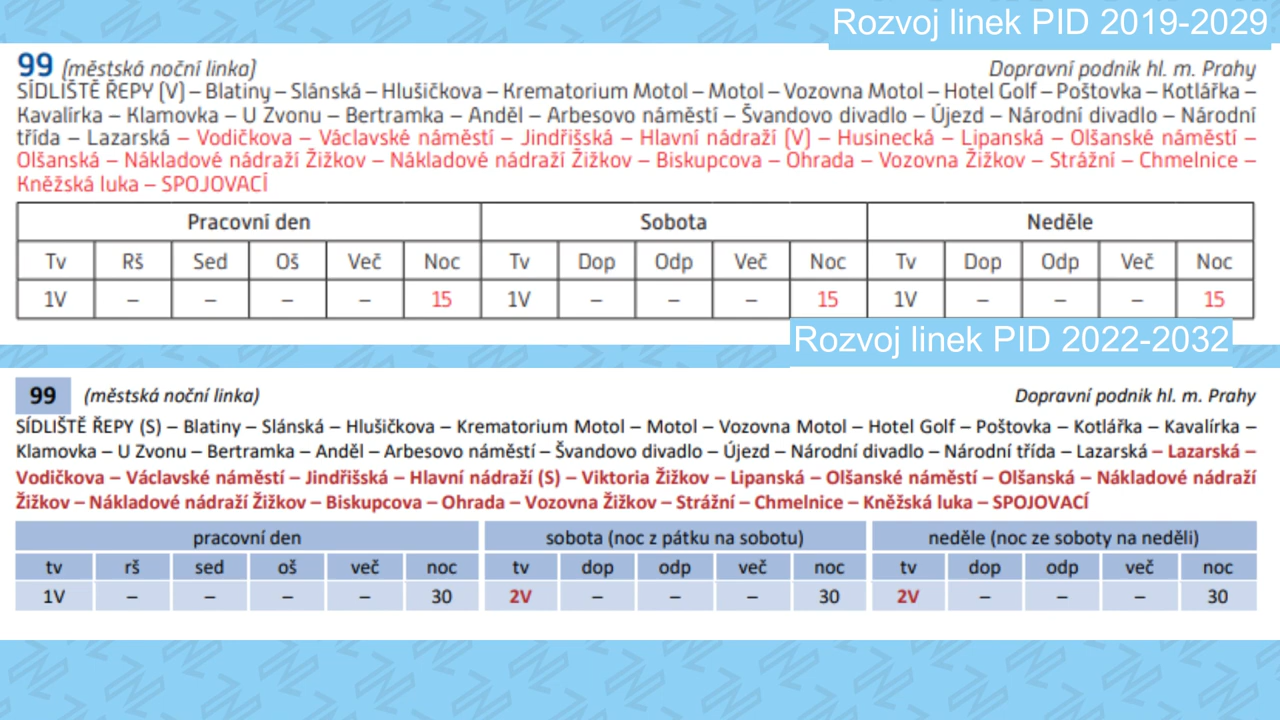 Rozvoj linek PID 2019-2029
99 (městská noční linka) Dopravní podnik hl. m. Prahy
SÍDLIŠTĚ ŘEPY (V) – Blatiny – Slánská – Hlušičkova – Krematorium Motol – Motol – Vozovna Motol – Hotel Golf – Poštovka – Kotlářka –
Kavalírka – Klamovka – U Zvonu – Bertramka – Anděl – Arbesovo náměstí – Švandovo divadlo – Újezd – Národní divadlo – Národní
třída – Lazarská – Vodičkova – Václavské náměstí – Jindřišská – Hlavní nádraží (V) – Husinecká – Lipanská – Olšanské náměstí –
Olšanská – Nákladové nádraží Žižkov – Nákladové nádraží Žižkov – Biskupcova – Ohrada – Vozovna Žižkov – Strážní – Chmelnice –
Kněžská luka – SPOJOVACÍ
Pracovní den Sobota Neděle
Tv Rš Sed Oš Več Noc Tv Dop Odp Več Noc Tv Dop Odp Več Noc
1V – – – – 15 1V – – – 15 1V – – – 15
Rozvoj linek PID 2022-2032
99 (městská noční linka) Dopravní podnik hl. m. Prahy
SÍDLIŠTĚ ŘEPY (S) – Blatiny – Slánská – Hlušičkova – Krematorium Motol – Motol – Vozovna Motol – Hotel Golf – Poštovka – Kotlářka – Kavalírka –
Klamovka – U Zvonu – Bertramka – Anděl – Arbesovo náměstí – Švandovo divadlo – Újezd – Národní divadlo – Národní třída – Lazarská – Lazarská –
Vodičkova – Václavské náměstí – Jindřišská – Hlavní nádraží (S) – Viktoria Žižkov – Lipanská – Olšanské náměstí – Olšanská – Nákladové nádraží
Žižkov – Nákladové nádraží Žižkov – Biskupcova – Ohrada – Vozovna Žižkov – Strážní – Chmelnice – Kněžská luka – SPOJOVACÍ
pracovní den sobota (noc z pátku na sobotu) neděle (noc ze soboty na neděli)
tv rš sed oš več noc tv dop odp več noc tv dop odp več noc
1V – – – – 30 2V – – – 30 2V – – – 30